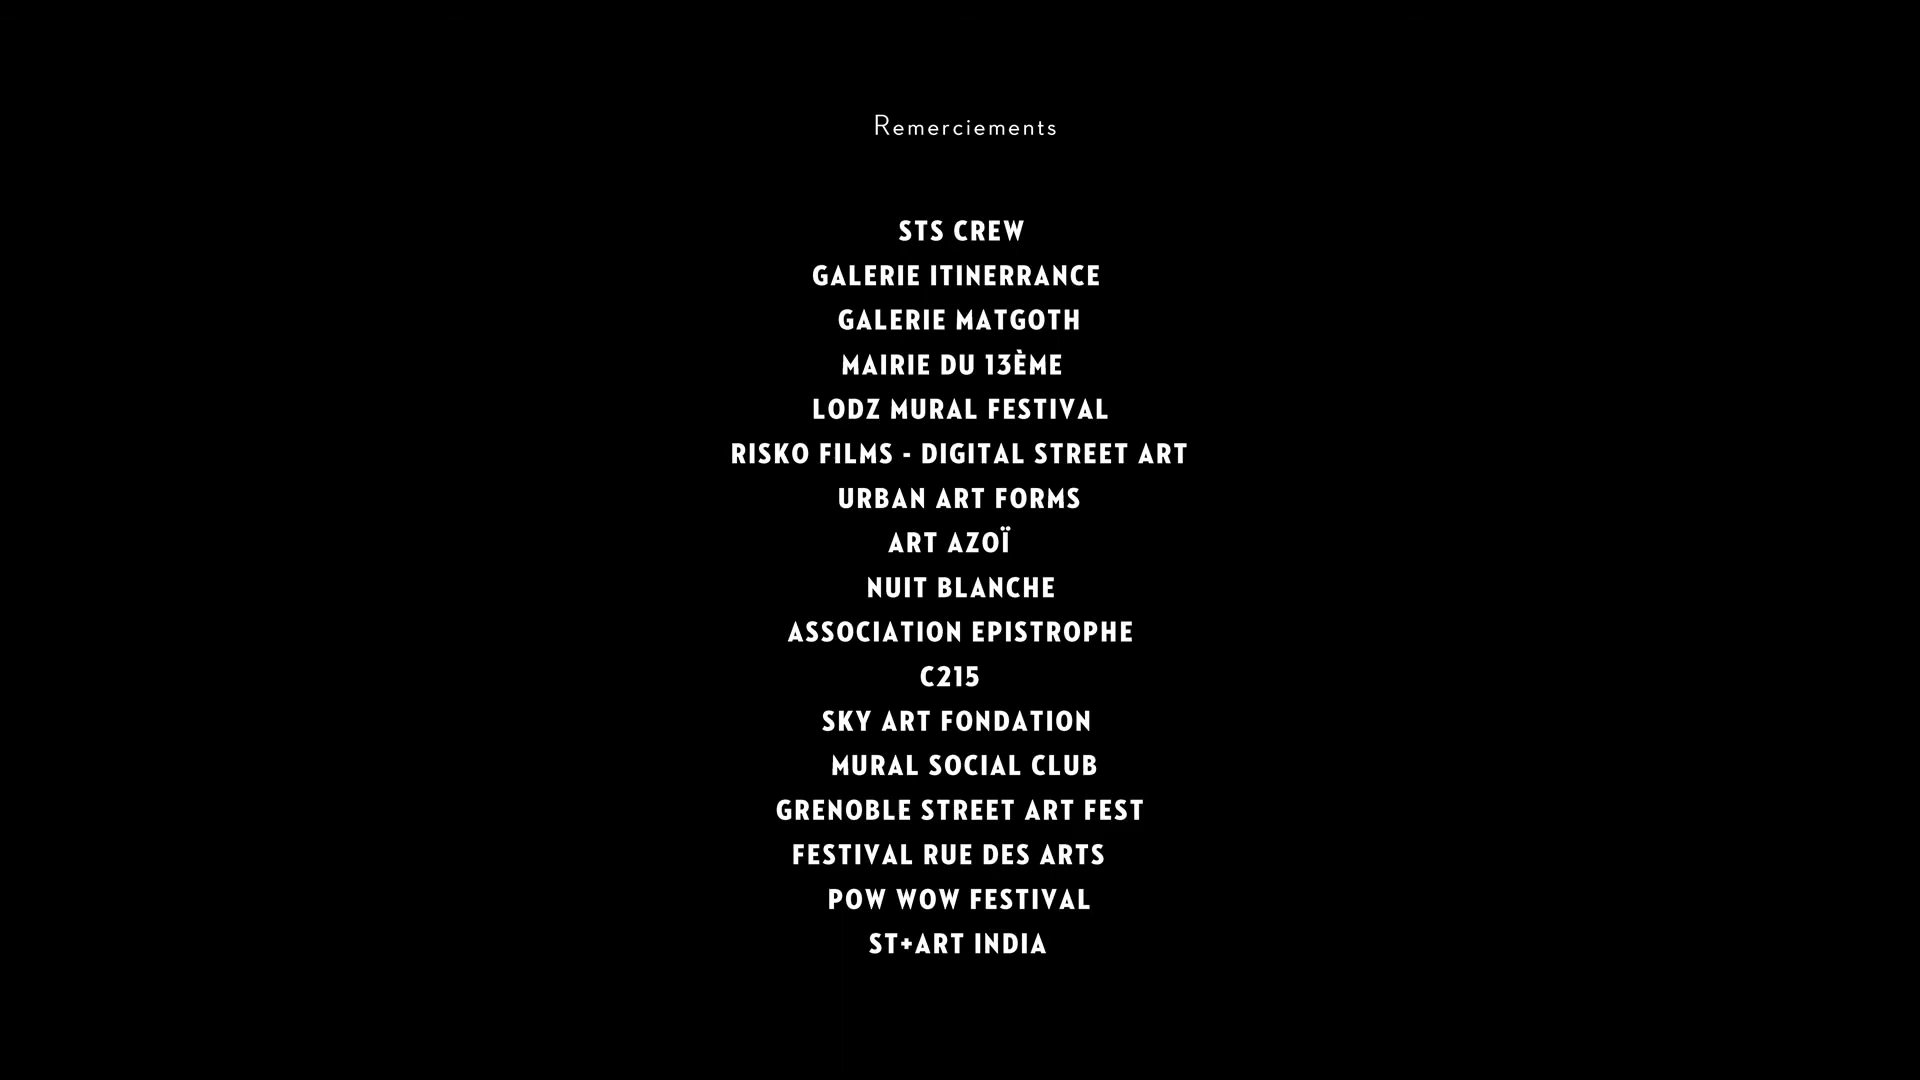 Remerciements
STS CREW
GALERIE ITINERRANCE
GALERIE MATGOTH
MAIRIE DU 13ÈME
LODZ MURAL FESTIVAL
RISKO FILMS - DIGITAL STREET ART
URBAN ART FORMS
ART AZOÏ
NUIT BLANCHE
ASSOCIATION EPISTROPHE
C215
SKY ART FONDATION
MURAL SOCIAL CLUB
GRENOBLE STREET ART FEST
FESTIVAL RUE DES ARTS
POW WOW FESTIVAL
ST+ART INDIA